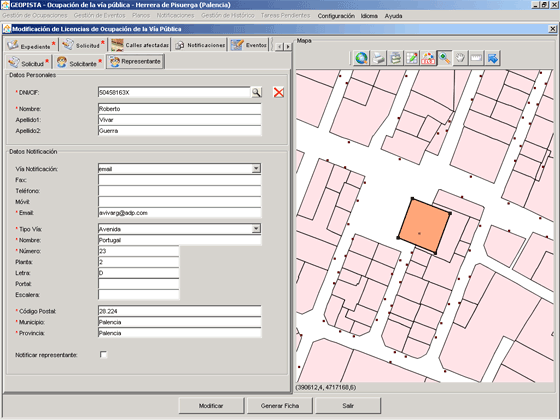 GEOPISTA - Ocupación de la vía pública - Herrera de Pisuerga (Palencia)
Gestión de Ocupación Gestión de Eventos Planos Notificaciones Gestión de Histórico Tareas Pendientes Configuración Idioma Ayuda
Modificación de Licencias de Ocupación de la Vía Pública
Expediente * Solicitud * Calles afectadas Notificaciones Eventos
Solicitud * Solicitante * Representante
Datos Personales
* DNI/CIF: 50458163X
* Nombre: Roberto
Apellido1: Vivar
Apellido2: Guerra
Datos Notificación
Vía Notificación: email
Fax:
Teléfono:
Móvil:
* Email: avivarg@adp.com
* Tipo Vía: Avenida
* Nombre: Portugal
* Número: 23
Planta: 2
Letra: D
Portal:
Escalera:
* Código Postal: 28.224
* Municipio: Palencia
* Provincia: Palencia
Notificar representante:
Mapa
(390612,4, 4717168,6)
Modificar Generar Ficha Salir